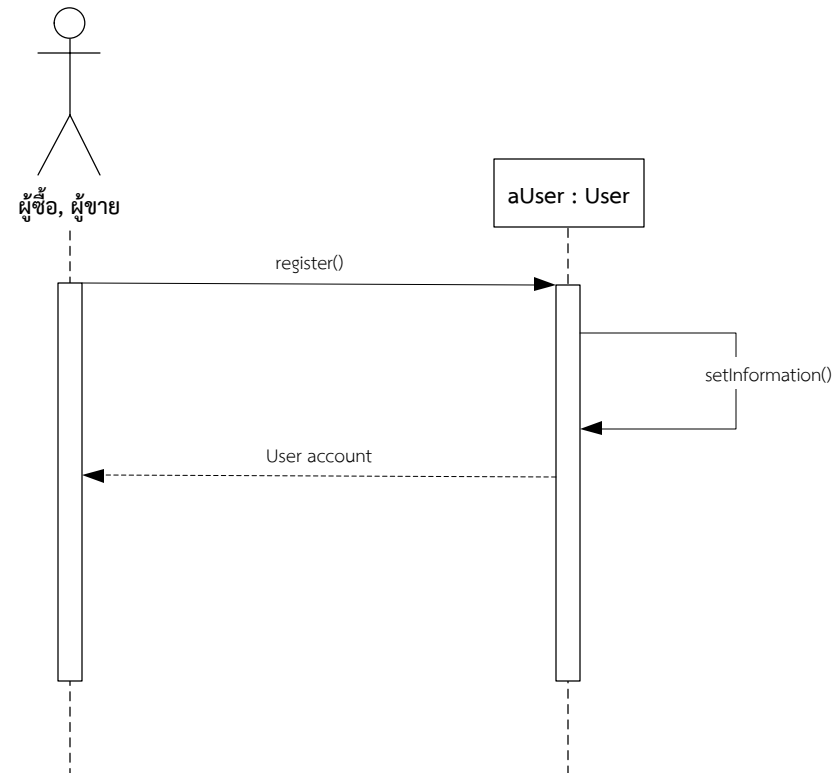 ผู้ซื้อ, ผู้ขาย
aUser : User
register()
setInformation()
User account